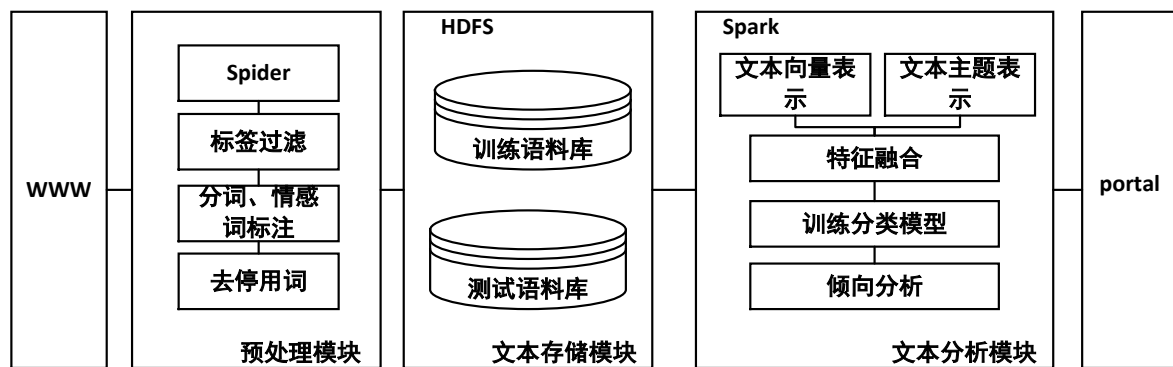 WWW
Spider
标签过滤
分词、情感
词标注
去停用词
预处理模块
HDFS
训练语料库
测试语料库
文本存储模块
Spark
文本向量表
示
文本主题表
示
特征融合
训练分类模型
倾向分析
文本分析模块
portal